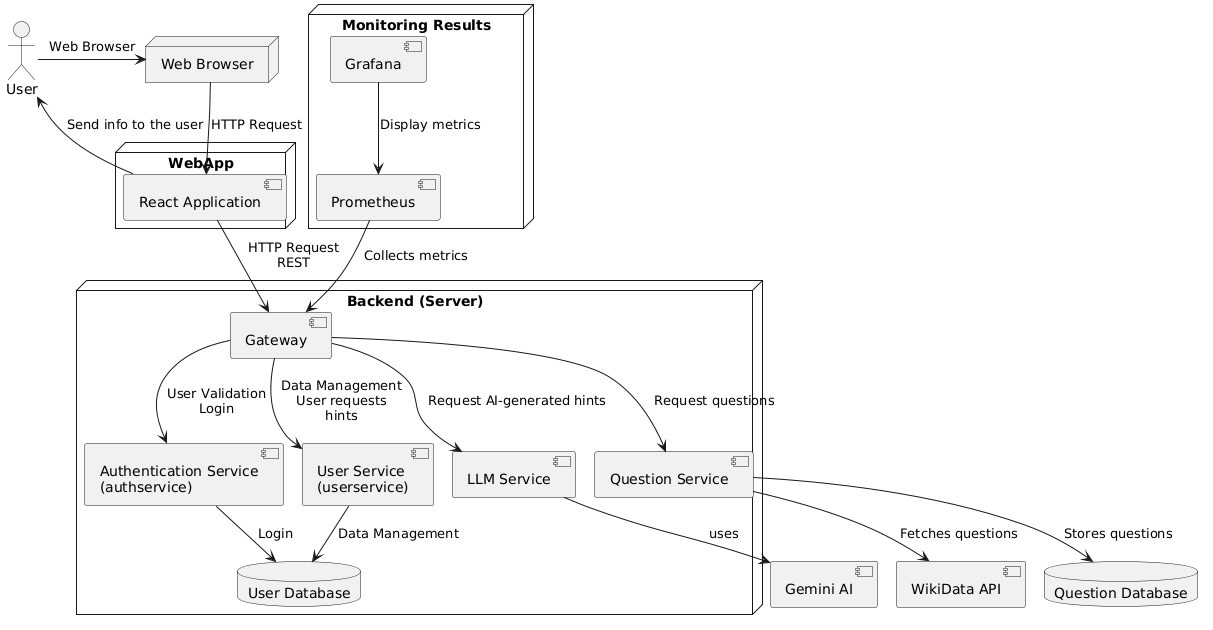 Monitoring Results
Web Browser
Web Browser
Grafana
User
Send info to the user
HTTP Request
Display metrics
WebApp
React Application
Prometheus
HTTP Request
REST
Collects metrics
Backend (Server)
Gateway
User Validation
Login
Data Management
User requests
hints
Request AI-generated hints
Request questions
Authentication Service
(authservice)
User Service
(userservice)
LLM Service
Question Service
Login
Data Management
uses
Fetches questions
Stores questions
User Database
Gemini AI
WikiData API
Question Database